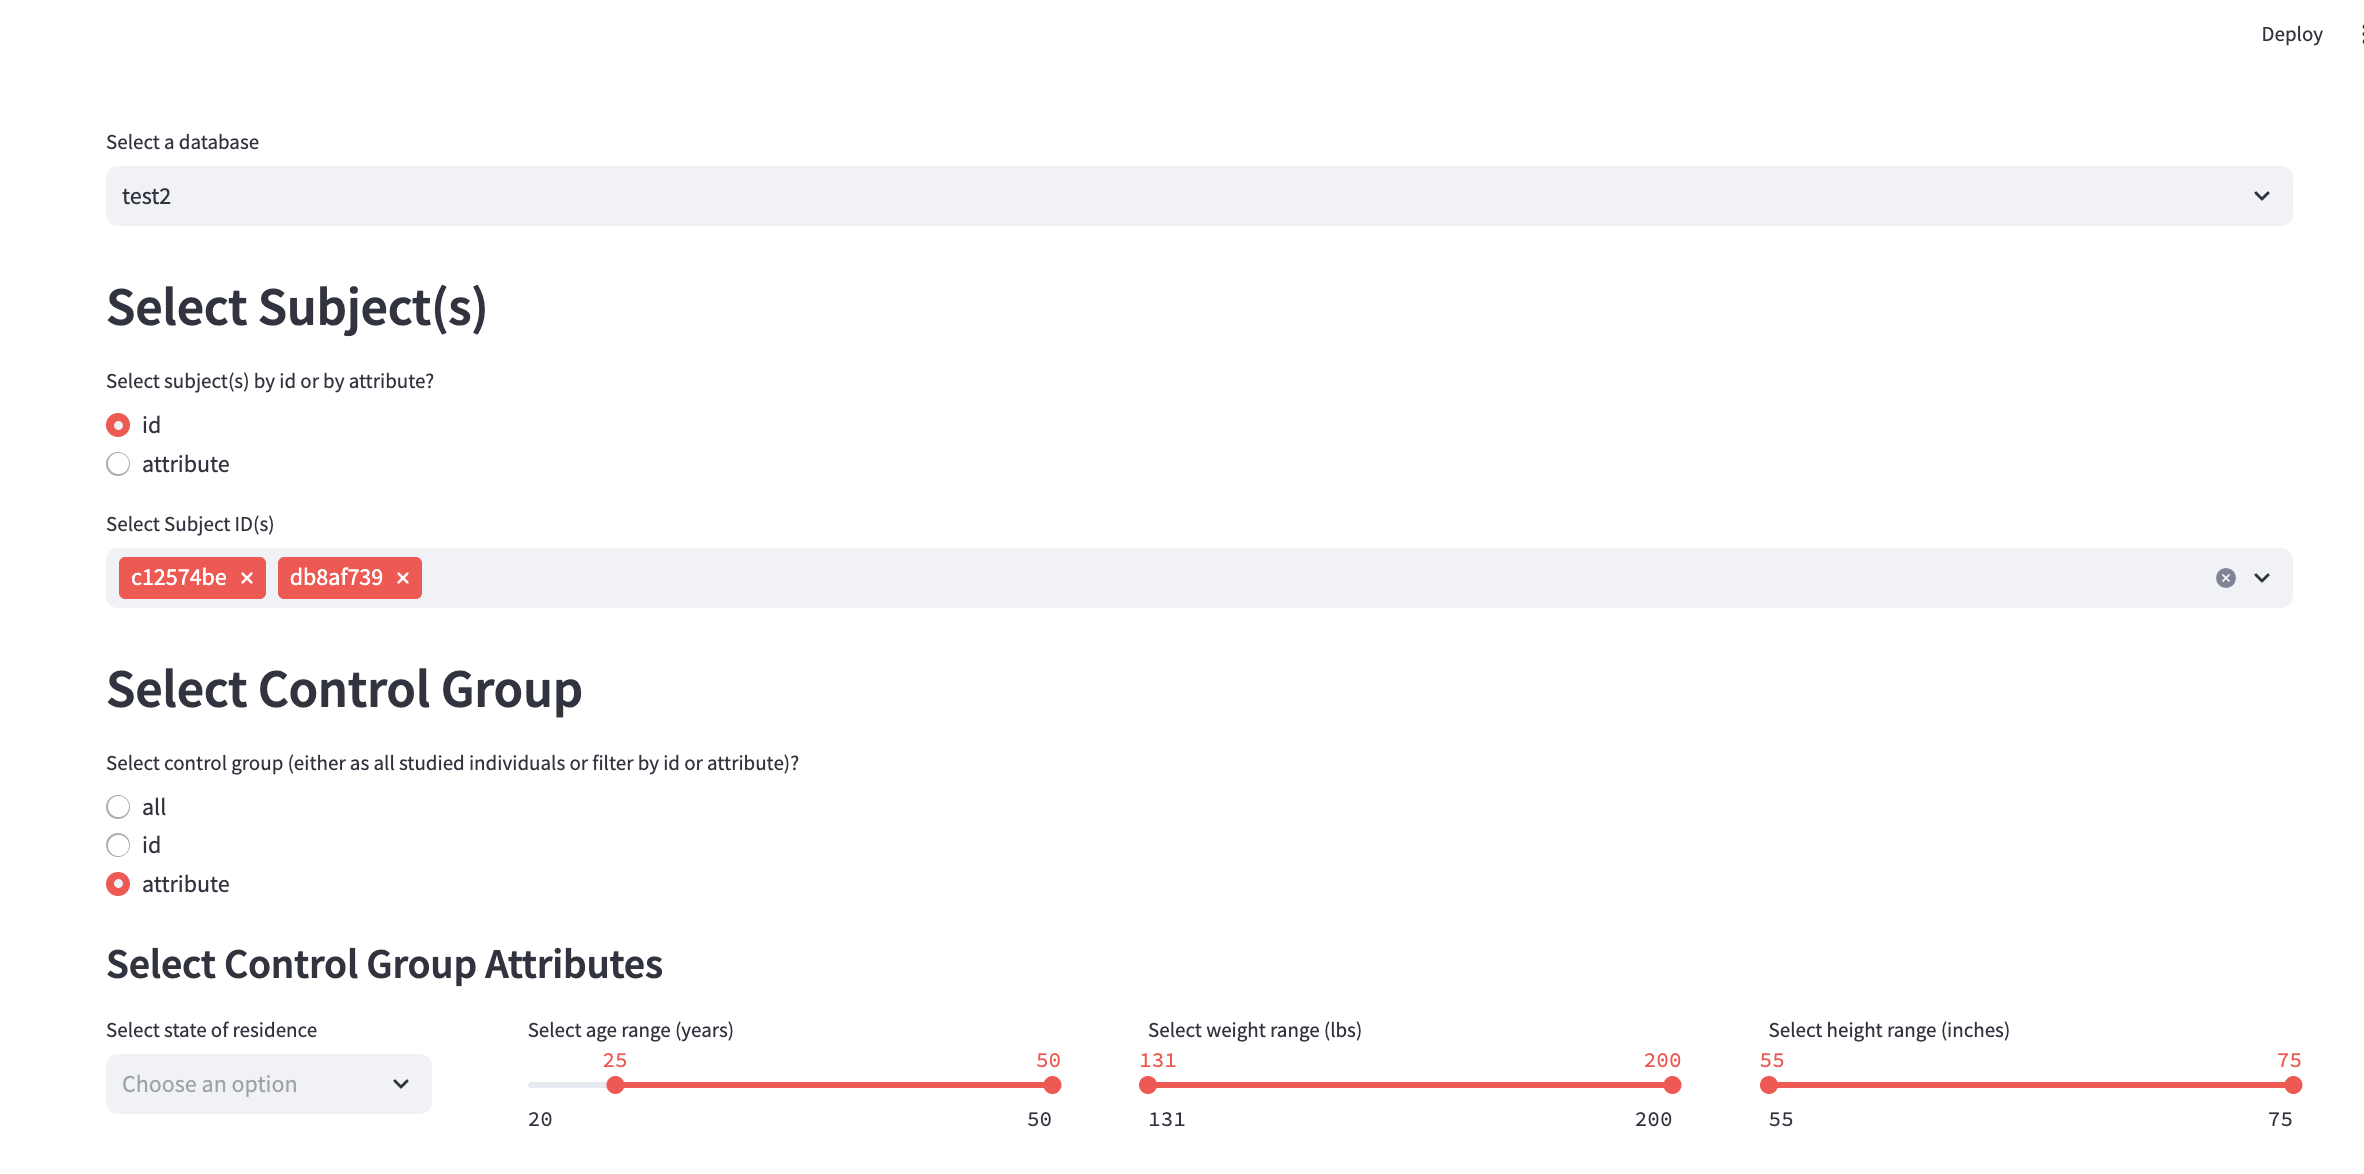 Deploy
Select a database
test2
Select Subject(s)
Select subject(s) by id or by attribute?
id
attribute
Select Subject ID(s)
c12574be × db8af739 ×
Select Control Group
Select control group (either as all studied individuals or filter by id or attribute)?
all
id
attribute
Select Control Group Attributes
Select state of residence Select age range (years) Select weight range (lbs) Select height range (inches)
25 50 131 200 55 75
Choose an option
20 50 131 200 55 75